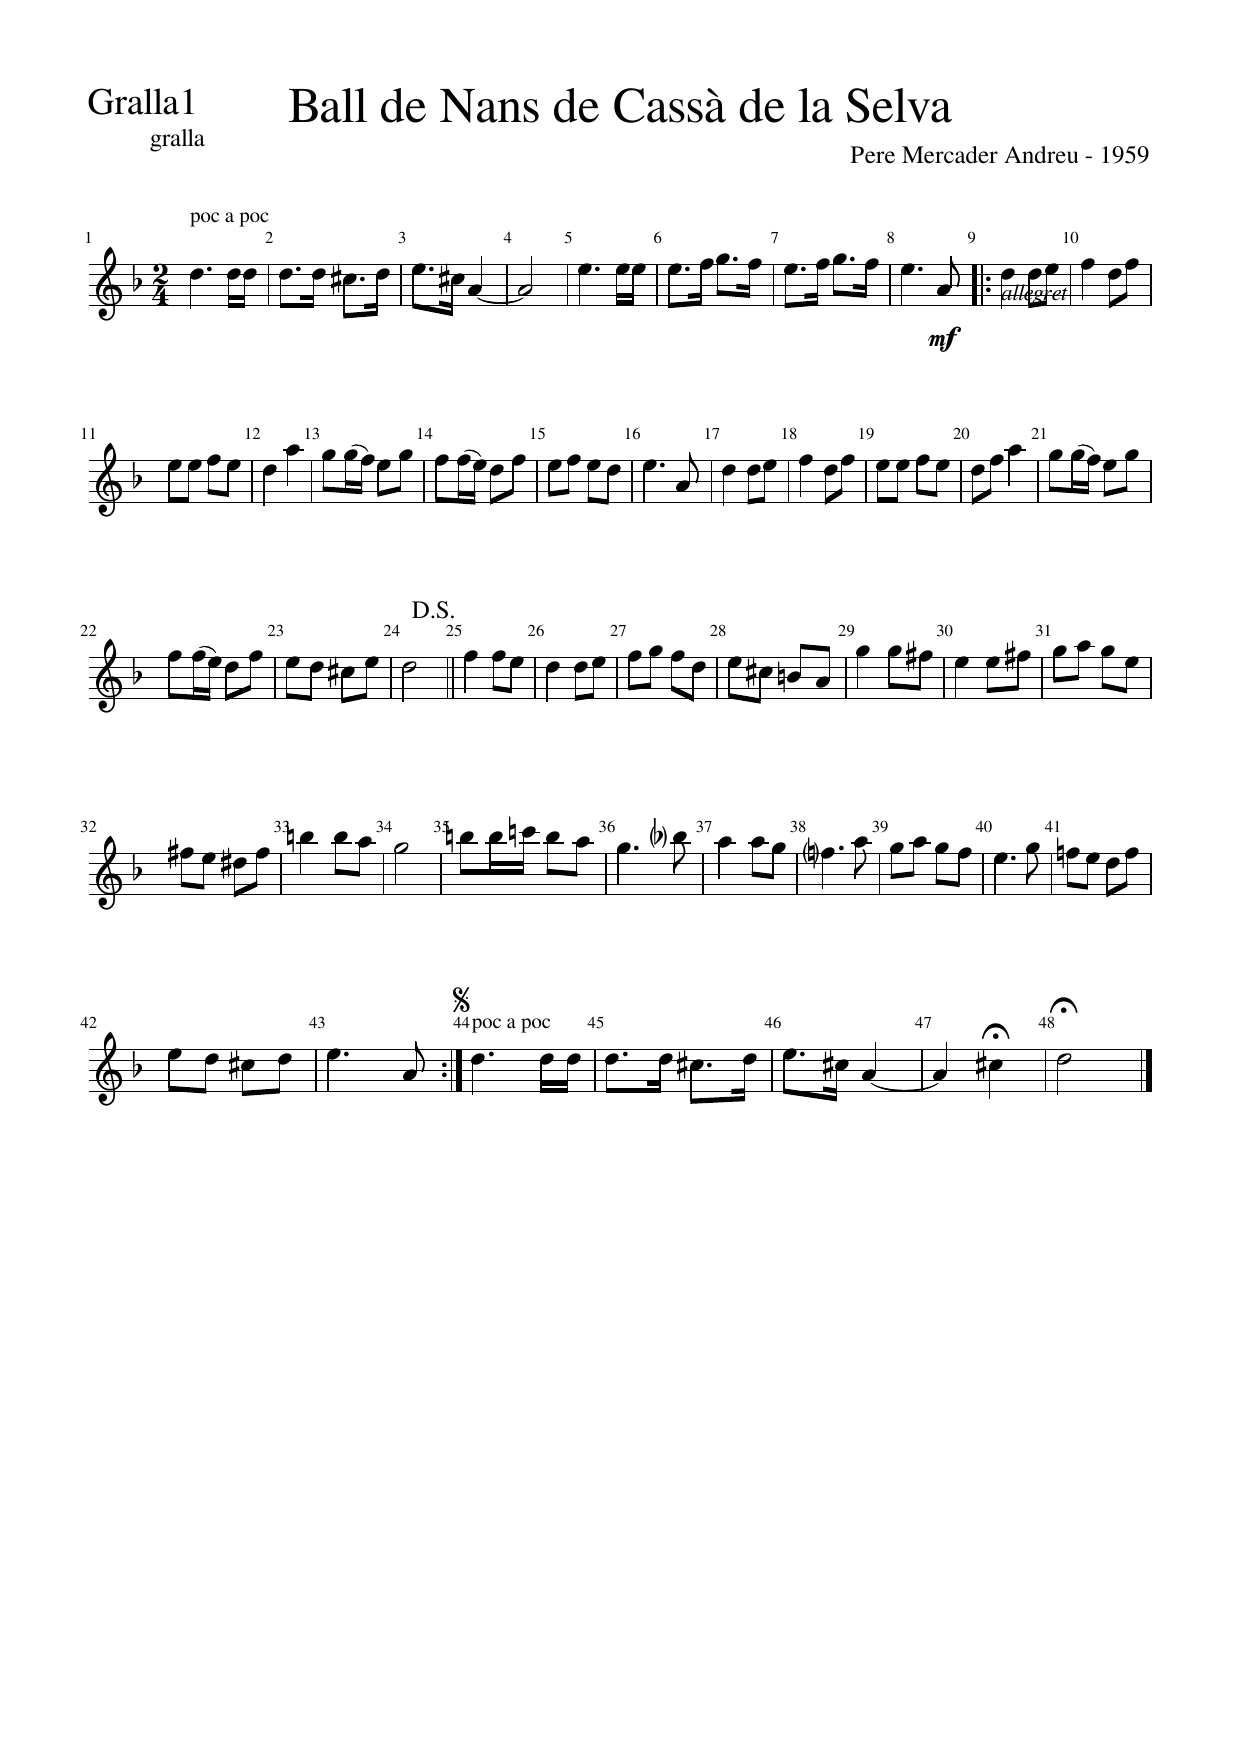 Gralla1
Ball de Nans de Cassà de la Selva
gralla
Pere Mercader Andreu - 1959
poc a poc
1 2 3 4 5 6 7 8 9 10
2
4
allegret
mf
11 12 13 14 15 16 17 18 19 20 21
D.S.
22 23 24 25 26 27 28 29 30 31
32 33 34 35 36 37 38 39 40 41
42 43 44 poc a poc 45 46 47 48